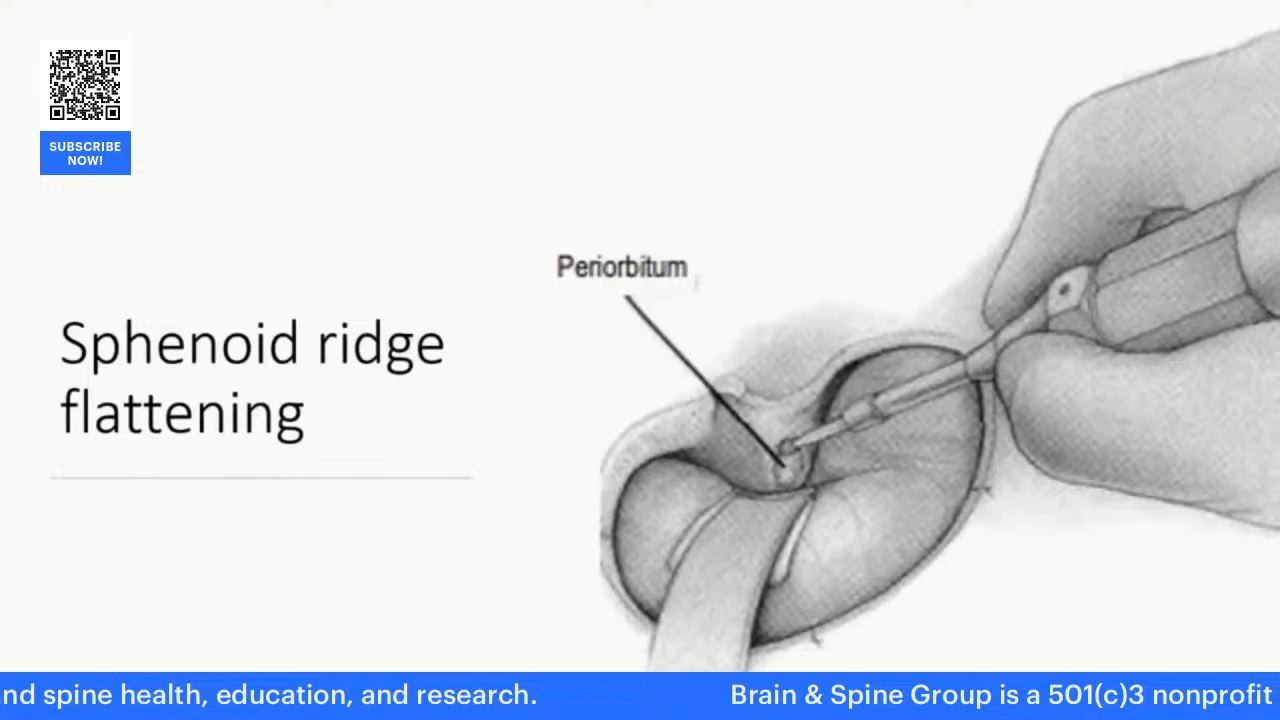 SUBSCRIBE
NOW!
Periorbitum
Sphenoid ridge
flattening
nd spine health, education, and research.
Brain & Spine Group is a 501(c)3 nonprofit